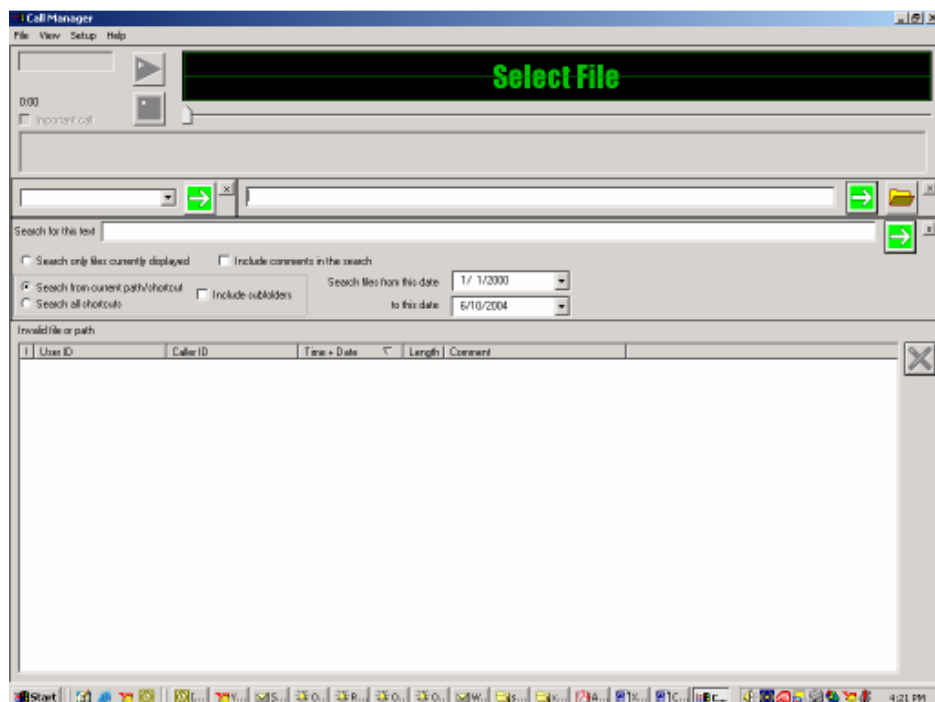 Call Manager
File View Setup Help
Select File
0:00
Important call
Search for this text
Search only files currently displayed Include comments in the search
Search from current path/shortcut Include subfolders Search files from this date 1/ 1/2000
Search all shortcuts to this date 6/10/2004
Invalid file or path
! User ID Caller ID Time + Date Length Comment
Start 4:21 PM